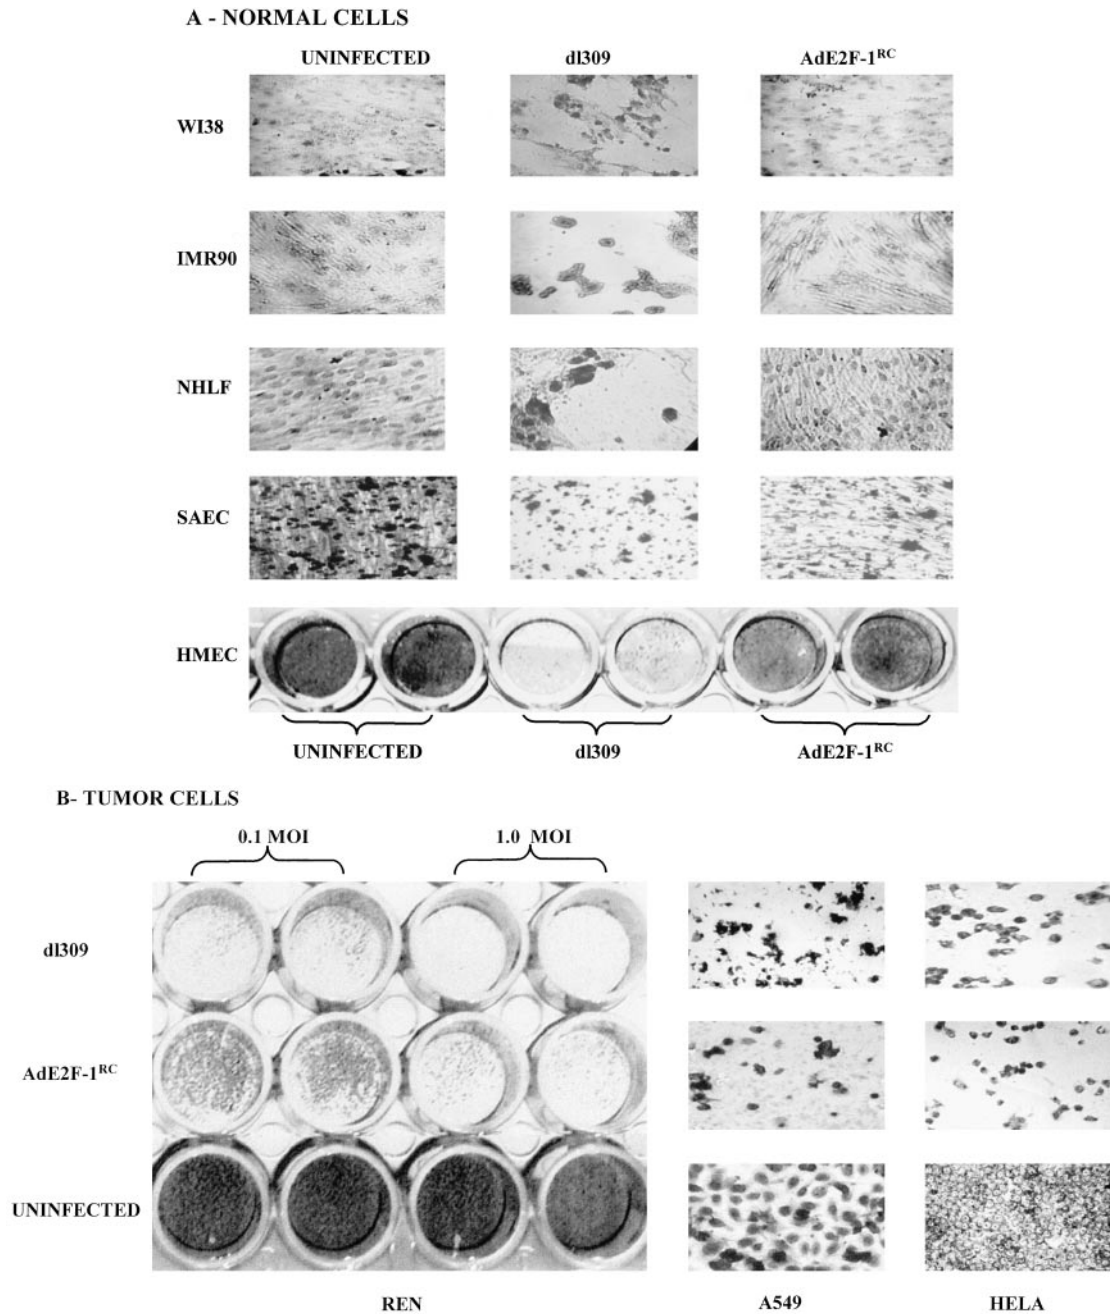 A - NORMAL CELLS
UNINFECTED dl309 AdE2F-1RC
WI38
IMR90
NHLF
SAEC
HMEC
UNINFECTED dl309 AdE2F-1RC
B- TUMOR CELLS
0.1 MOI 1.0 MOI
dl309
AdE2F-1RC
UNINFECTED
REN A549 HELA